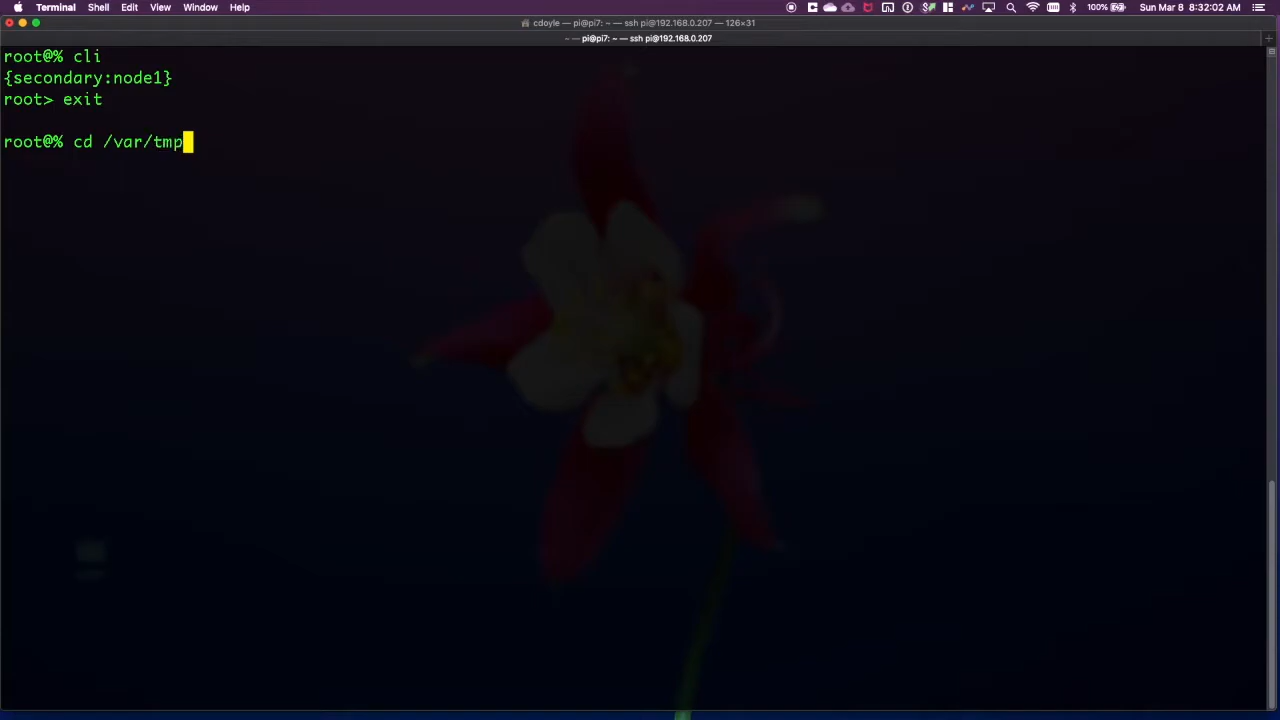 Terminal Shell Edit View Window Help 100% Sun Mar 8 8:32:02 AM
cdoyle — pi@pi7: ~ — ssh pi@192.168.0.207 — 126×31
~ — pi@pi7: ~ — ssh pi@192.168.0.207
root@% cli
{secondary:node1}
root> exit
root@% cd /var/tmp